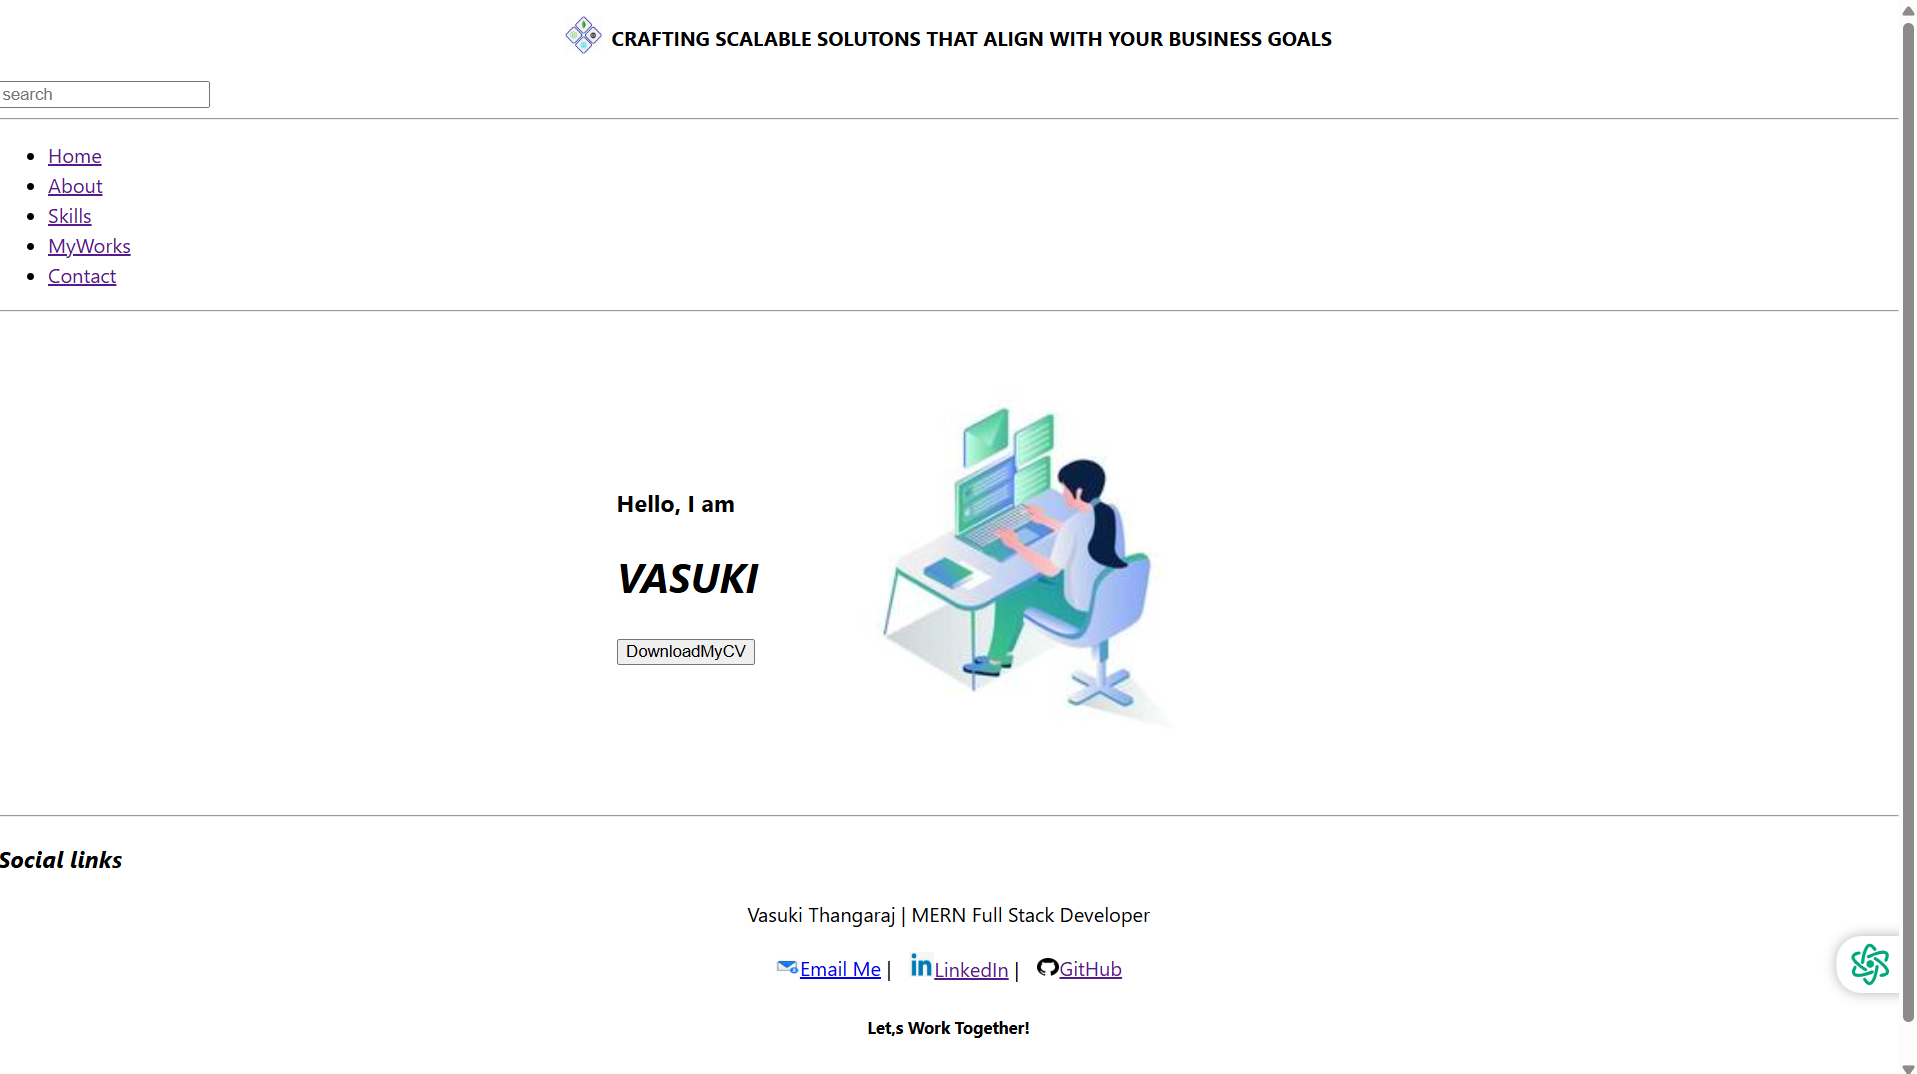 CRAFTING SCALABLE SOLUTONS THAT ALIGN WITH YOUR BUSINESS GOALS
search
Home
About
Skills
MyWorks
Contact
Hello, I am
VASUKI
DownloadMyCV
Social links
Vasuki Thangaraj | MERN Full Stack Developer
Email Me | LinkedIn | GitHub
Let,s Work Together!